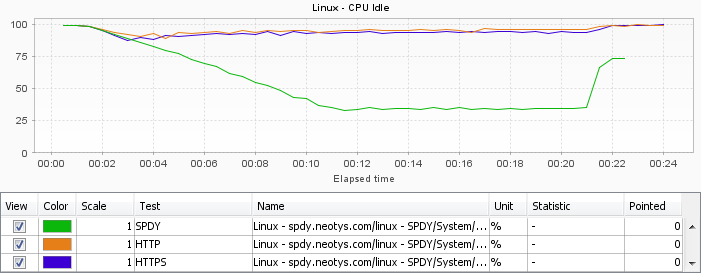 Linux - CPU Idle
100
75
50
25
0
00:00 00:02 00:04 00:06 00:08 00:10 00:12 00:14 00:16 00:18 00:20 00:22 00:24
Elapsed time
View Color Scale Test Name Unit Statistic Pointed
1 SPDY Linux - spdy.neotys.com/linux - SPDY/System/... % - 0
1 HTTP Linux - spdy.neotys.com/linux - SPDY/System/... % - 0
1 HTTPS Linux - spdy.neotys.com/linux - SPDY/System/... % - 0